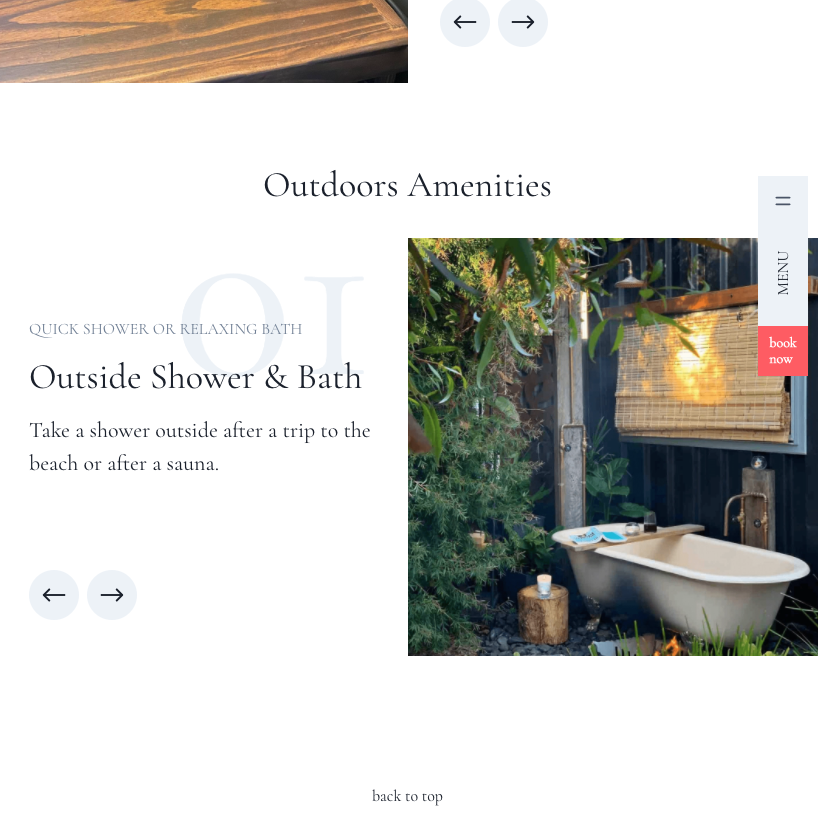 Outdoors Amenities
MENU
book
now
01
QUICK SHOWER OR RELAXING BATH
Outside Shower & Bath
Take a shower outside after a trip to the
beach or after a sauna.
back to top